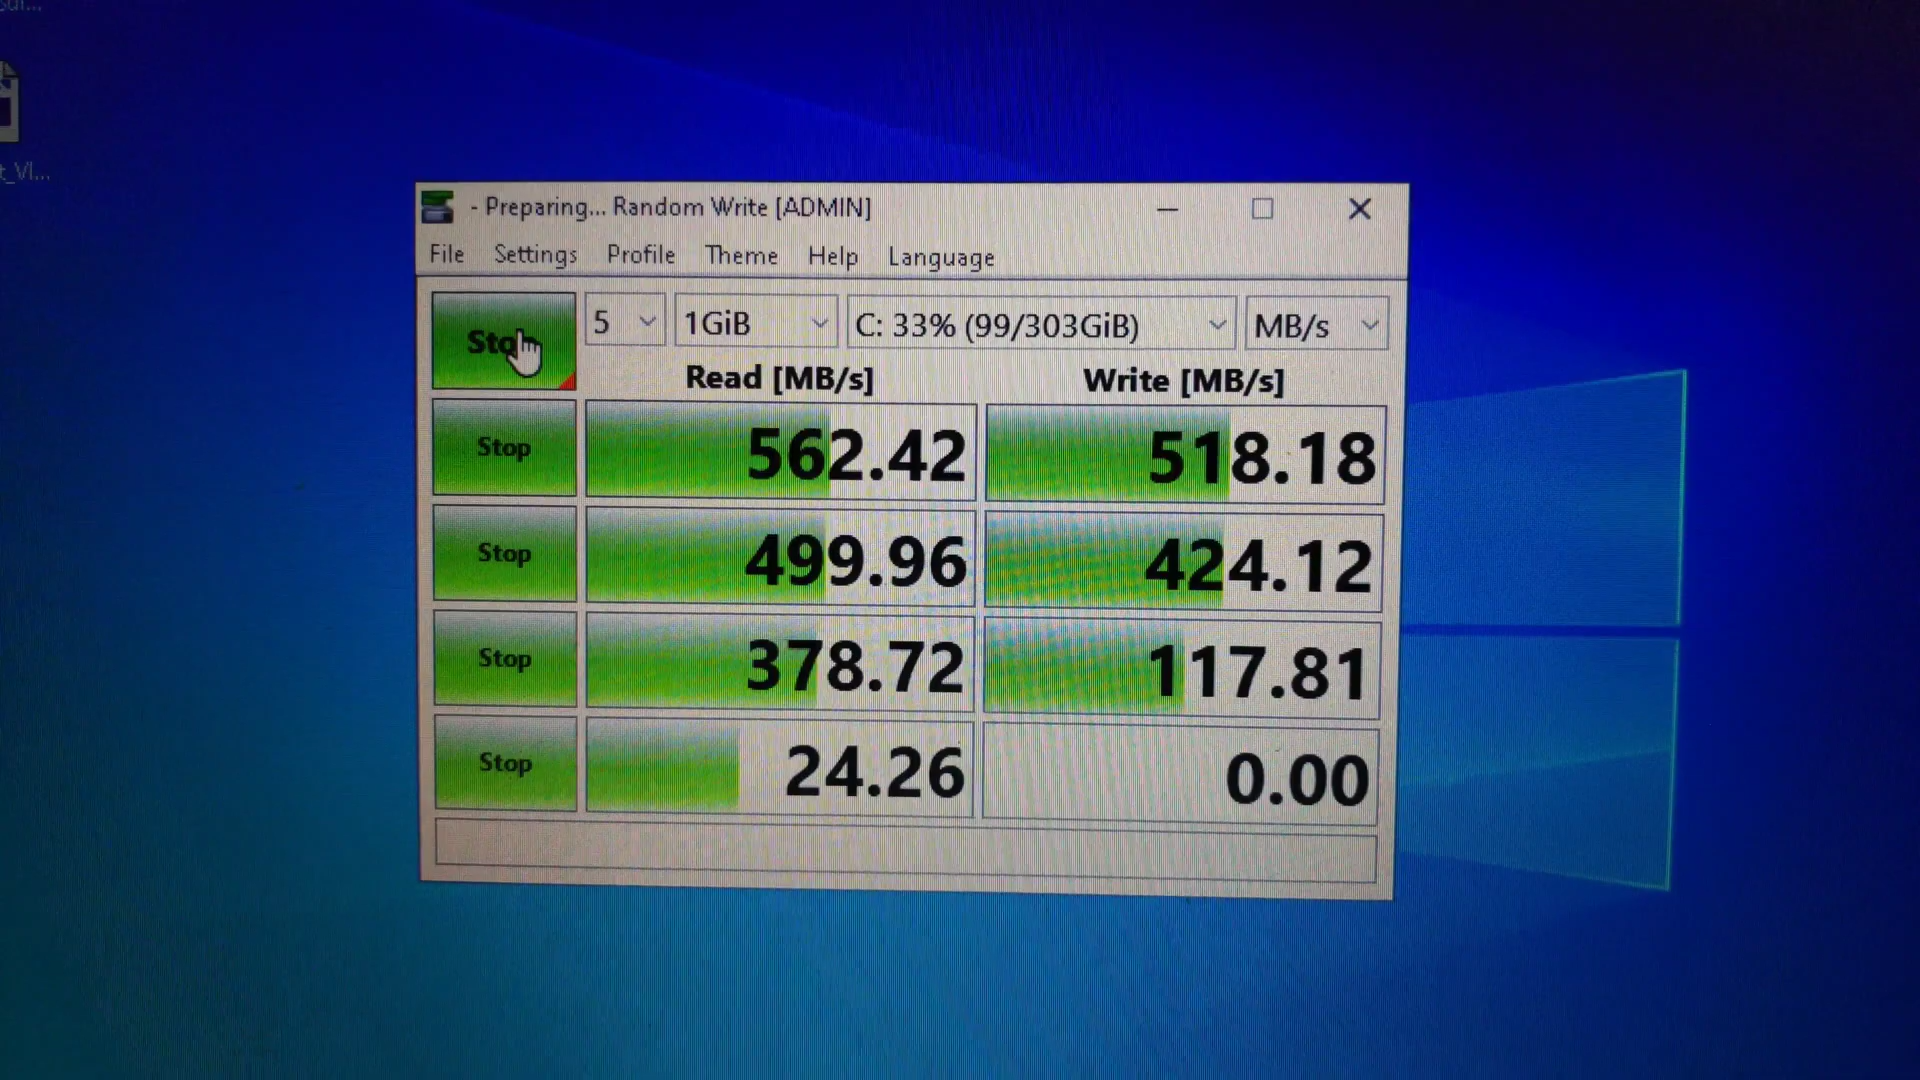 t_VI...
- Preparing... Random Write [ADMIN]
File Settings Profile Theme Help Language
5 1GiB C: 33% (99/303GiB) MB/s
Read [MB/s] Write [MB/s]
Stop 562.42 518.18
Stop 499.96 424.12
Stop 378.72 117.81
Stop 24.26 0.00